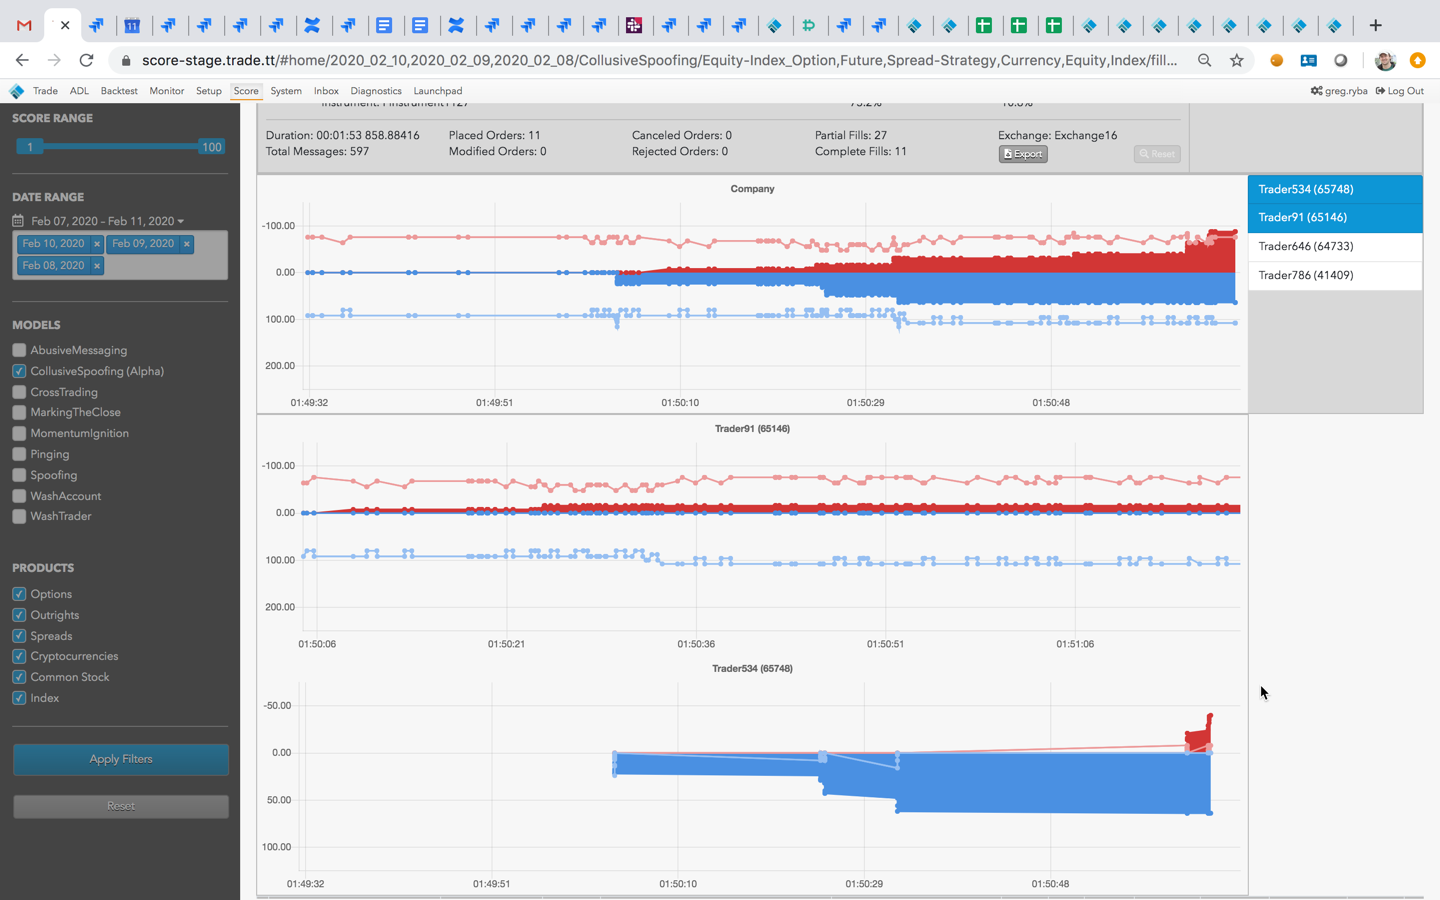 11
score-stage.trade.tt/#home/2020_02_10,2020_02_09,2020_02_08/CollusiveSpoofing/Equity-Index_Option,Future,Spread-Strategy,Currency,Equity,Index/fill...
Trade ADL Backtest Monitor Setup Score System Inbox Diagnostics Launchpad greg.ryba Log Out
SCORE RANGE
1 100
DATE RANGE
Feb 07, 2020 - Feb 11, 2020
Feb 10, 2020 × Feb 09, 2020 ×
Feb 08, 2020 ×
MODELS
AbusiveMessaging
CollusiveSpoofing (Alpha)
CrossTrading
MarkingTheClose
MomentumIgnition
Pinging
Spoofing
WashAccount
WashTrader
PRODUCTS
Options
Outrights
Spreads
Cryptocurrencies
Common Stock
Index
Apply Filters
Reset
Duration: 00:01:53 858.88416 Placed Orders: 11 Canceled Orders: 0 Partial Fills: 27 Exchange: Exchange16
Total Messages: 597 Modified Orders: 0 Rejected Orders: 0 Complete Fills: 11 Export Reset
Company
-100.00
0.00
100.00
200.00
01:49:32 01:49:51 01:50:10 01:50:29 01:50:48
Trader534 (65748)
Trader91 (65146)
Trader646 (64733)
Trader786 (41409)
Trader91 (65146)
-100.00
0.00
100.00
200.00
01:50:06 01:50:21 01:50:36 01:50:51 01:51:06
Trader534 (65748)
-50.00
0.00
50.00
100.00
01:49:32 01:49:51 01:50:10 01:50:29 01:50:48